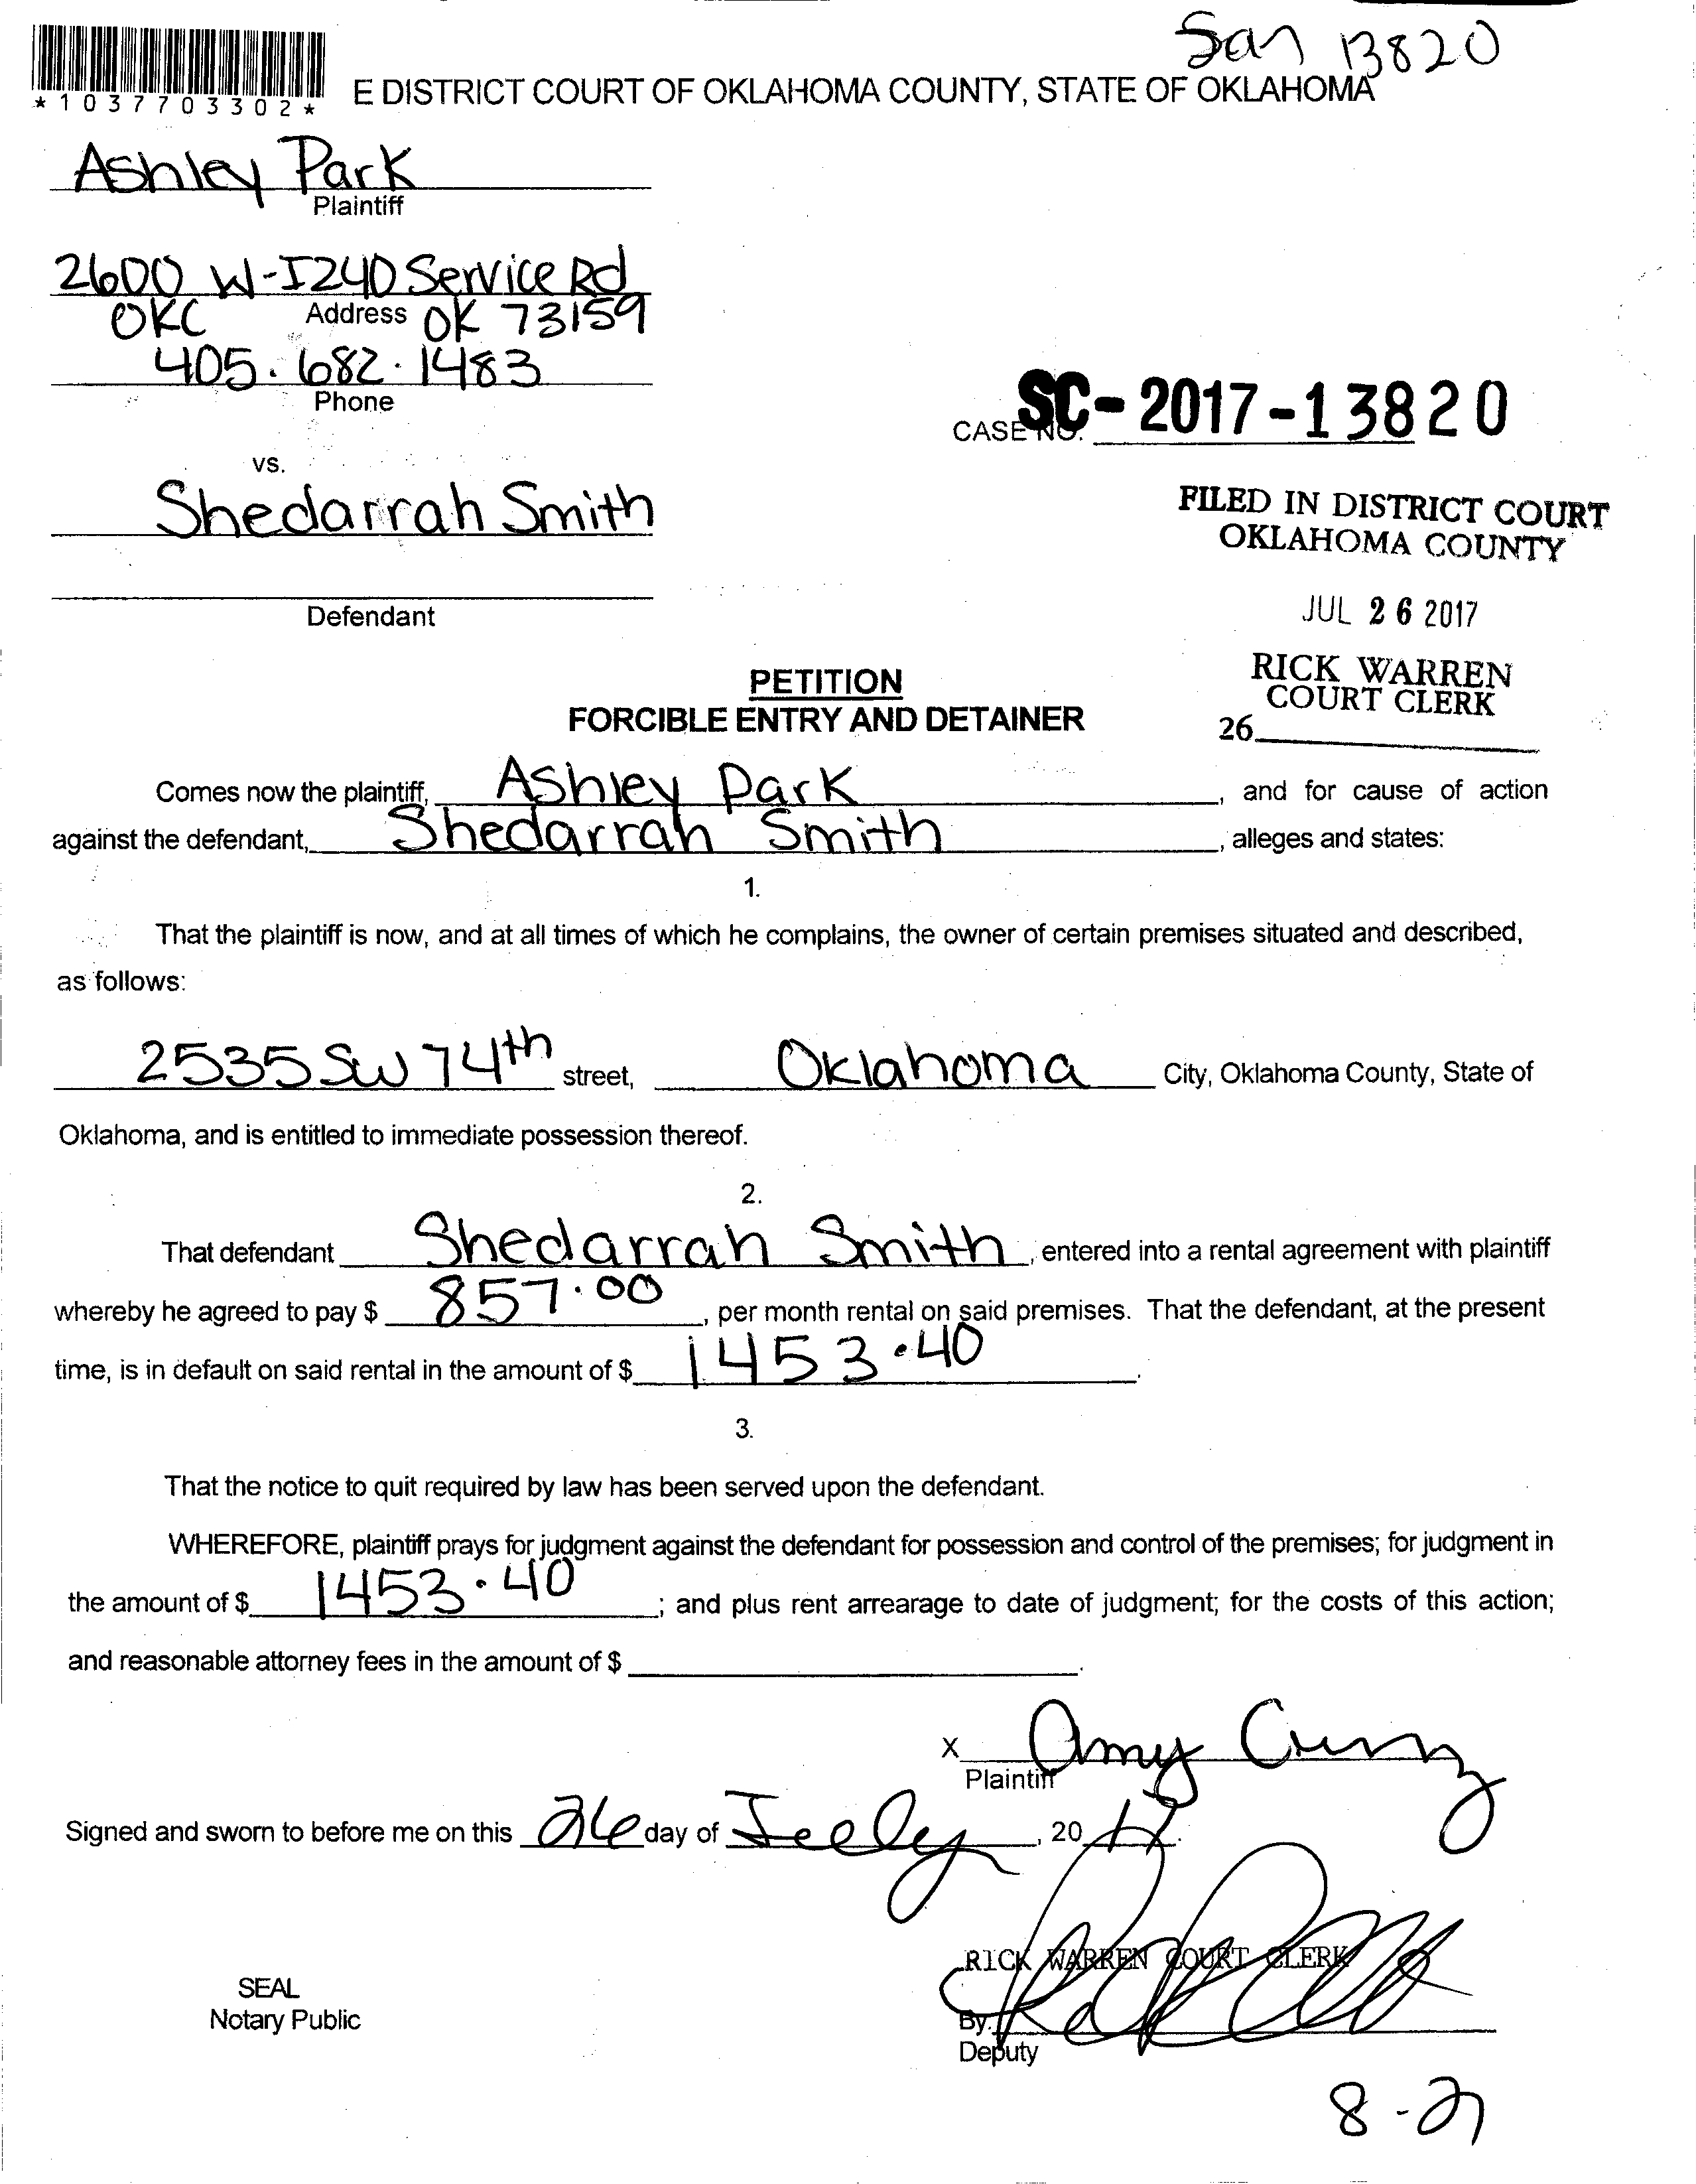 13820
*1037703302*
E DISTRICT COURT OF OKLAHOMA COUNTY, STATE OF OKLAHOMA
Ashley Park
Plaintiff
2600 W-I240 Service Rd
Address
OKC OK 73159
405.682.1483
Phone
CASE NO. SC-2017-13820
vs.
Shedarrah Smith
Defendant
FILED IN DISTRICT COURT
OKLAHOMA COUNTY
JUL 26 2017
RICK WARREN
COURT CLERK
26
PETITION
FORCIBLE ENTRY AND DETAINER
Comes now the plaintiff, Ashley Park, and for cause of action
against the defendant, Shedarrah Smith, alleges and states:
1.
That the plaintiff is now, and at all times of which he complains, the owner of certain premises situated and described,
as follows:
2535 SW 74th street, Oklahoma City, Oklahoma County, State of
Oklahoma, and is entitled to immediate possession thereof.
2.
That defendant Shedarrah Smith, entered into a rental agreement with plaintiff
whereby he agreed to pay $ 857.00, per month rental on said premises. That the defendant, at the present
time, is in default on said rental in the amount of $ 1453.40.
3.
That the notice to quit required by law has been served upon the defendant.
WHEREFORE, plaintiff prays for judgment against the defendant for possession and control of the premises; for judgment in
the amount of $ 1453.40; and plus rent arrearage to date of judgment; for the costs of this action;
and reasonable attorney fees in the amount of $
X Amy
Plaintiff
Signed and sworn to before me on this 26 day of July, 2017.
RICK WARREN COURT CLERK
SEAL
Notary Public
By:
Deputy
8-